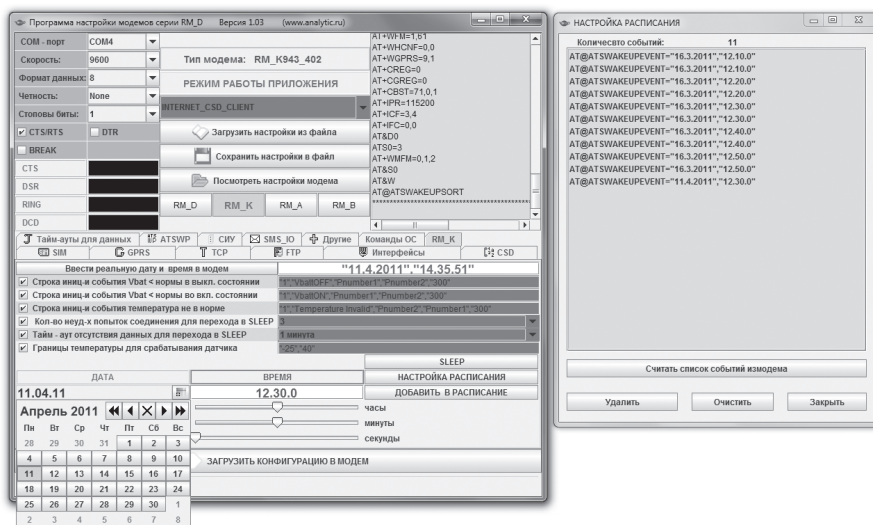 Программа настройки модемов серии RM_D Версия 1.03 (www.analytic.ru)
COM - порт COM4
Скорость: 9600
Формат данных: 8
Четность: None
Стоповы биты: 1
CTS/RTS DTR
BREAK
CTS
DSR
RING
DCD
Тип модема: RM_K943_402
РЕЖИМ РАБОТЫ ПРИЛОЖЕНИЯ
INTERNET_CSD_CLIENT
Загрузить настройки из файла
Сохранить настройки в файл
Посмотреть настройки модема
RM_D RM_K RM_A RM_B
AT+WFM=1,61
AT+WHCNF=0,0
AT+WGPRS=9,1
AT+CREG=0
AT+CGREG=0
AT+CBST=71,0,1
AT+IPR=115200
AT+ICF=3,4
AT+IFC=0,0
AT&D0
ATS0=3
AT+WMFM=0,1,2
AT&S0
AT&W
AT@ATSWAKEUPSORT
Тайм-ауты для данных ATSWP СИУ SMS_IO Другие Команды ОС RM_K
SIM GPRS TCP FTP Интерфейсы CSD
Ввести реальную дату и время в модем "11.4.2011","14.35.51"
Строка иниц-и события Vbat < нормы в выкл. состоянии "1","VbattOFF","Pnumber1","Pnumber2","300"
Строка иниц-и события Vbat < нормы во вкл. состоянии "1","VbattON","Pnumber1","Pnumber2","300"
Строка иниц-и события температура не в норме "1","Temperature Invalid","Pnumber2","Pnumber1","300"
Кол-во неуд-х попыток соединения для перехода в SLEEP 3
Тайм - аут отсутствия данных для перехода в SLEEP 1 минута
Границы температуры для срабатывания датчика "-25","40"
SLEEP
ДАТА ВРЕМЯ НАСТРОЙКА РАСПИСАНИЯ
11.04.11 12.30.0 ДОБАВИТЬ В РАСПИСАНИЕ
Апрель 2011
Пн Вт Ср Чт Пт Сб Вс
28 29 30 31 1 2 3
4 5 6 7 8 9 10
11 12 13 14 15 16 17
18 19 20 21 22 23 24
25 26 27 28 29 30 1
2 3 4 5 6 7 8
часы
минуты
секунды
ЗАГРУЗИТЬ КОНФИГУРАЦИЮ В МОДЕМ
НАСТРОЙКА РАСПИСАНИЯ
Количесвто событий: 11
AT@ATSWAKEUPEVENT="16.3.2011","12.10.0"
AT@ATSWAKEUPEVENT="16.3.2011","12.10.0"
AT@ATSWAKEUPEVENT="16.3.2011","12.20.0"
AT@ATSWAKEUPEVENT="16.3.2011","12.20.0"
AT@ATSWAKEUPEVENT="16.3.2011","12.30.0"
AT@ATSWAKEUPEVENT="16.3.2011","12.30.0"
AT@ATSWAKEUPEVENT="16.3.2011","12.40.0"
AT@ATSWAKEUPEVENT="16.3.2011","12.40.0"
AT@ATSWAKEUPEVENT="16.3.2011","12.50.0"
AT@ATSWAKEUPEVENT="16.3.2011","12.50.0"
AT@ATSWAKEUPEVENT="11.4.2011","12.30.0"
Считать список событий измодема
Удалить Очистить Закрыть